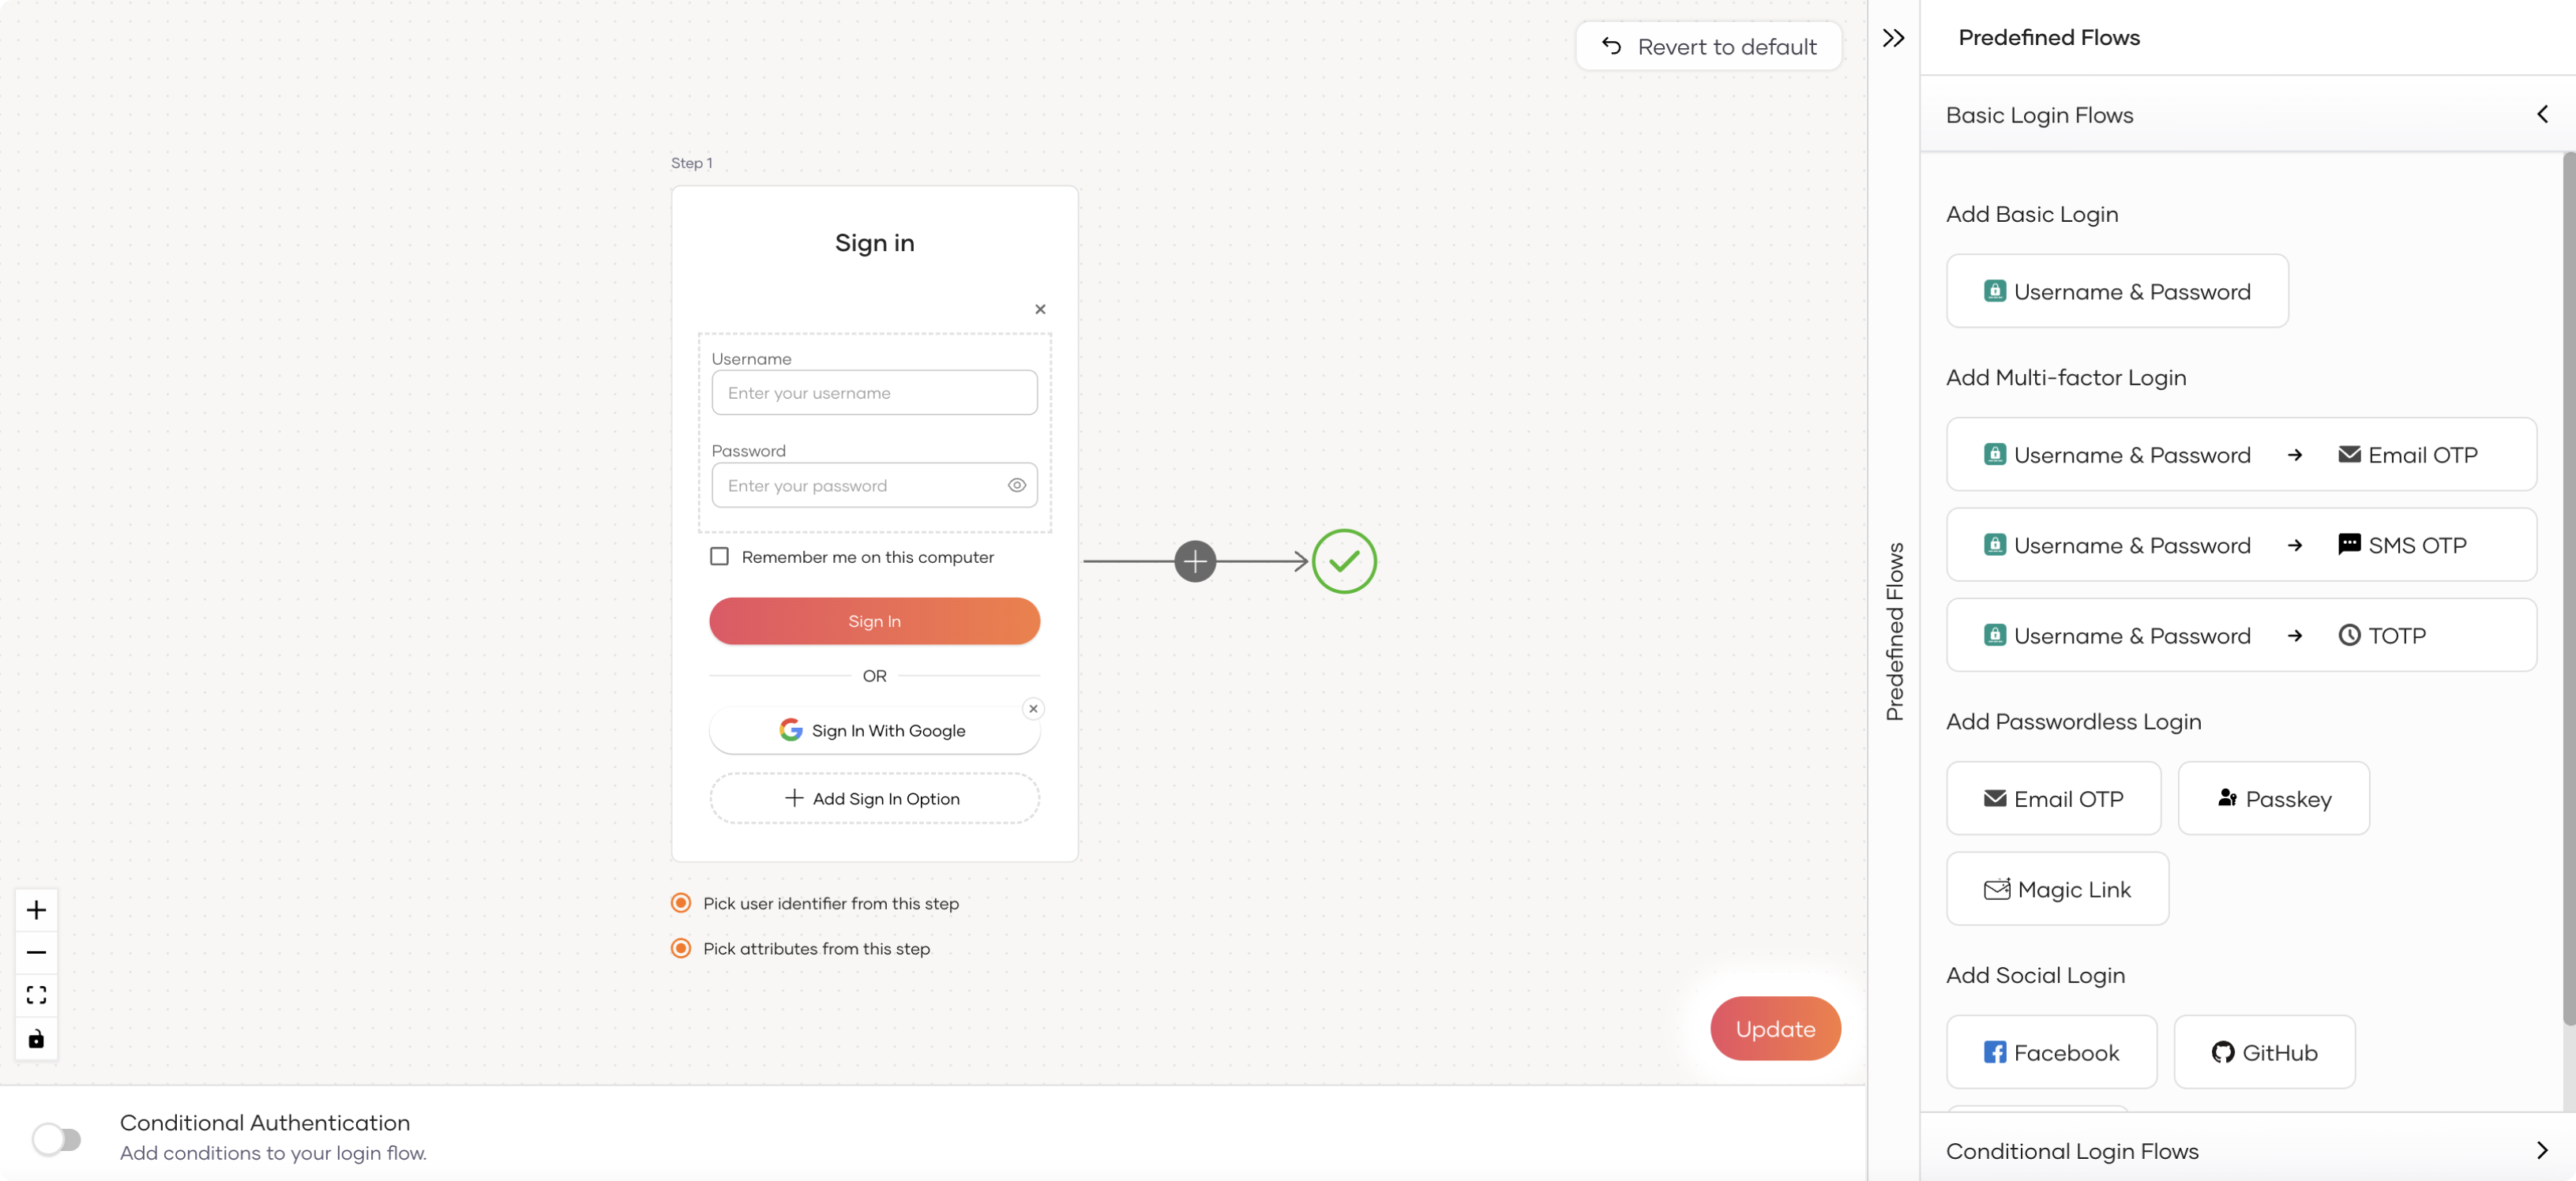 Revert to default
Step 1
Sign in
Username
Enter your username
Password
Enter your password
Remember me on this computer
Sign In
OR
Sign In With Google
Add Sign In Option
Pick user identifier from this step
Pick attributes from this step
Update
Conditional Authentication
Add conditions to your login flow.
Predefined Flows
Predefined Flows
Basic Login Flows
Add Basic Login
Username & Password
Add Multi-factor Login
Username & Password → Email OTP
Username & Password → SMS OTP
Username & Password → TOTP
Add Passwordless Login
Email OTP Passkey
Magic Link
Add Social Login
Facebook GitHub
Conditional Login Flows